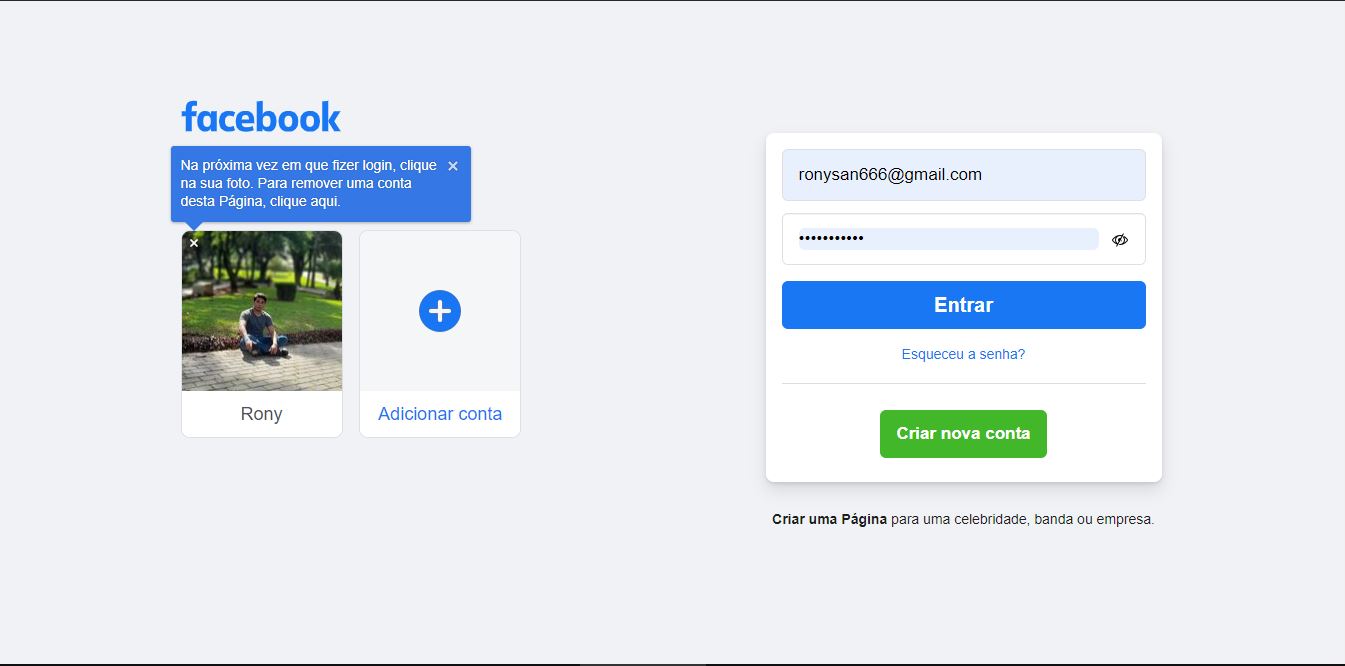 facebook
Na próxima vez em que fizer login, clique
na sua foto. Para remover uma conta
desta Página, clique aqui.
Rony
Adicionar conta
ronysan666@gmail.com
•••••••••••
Entrar
Esqueceu a senha?
Criar nova conta
Criar uma Página para uma celebridade, banda ou empresa.